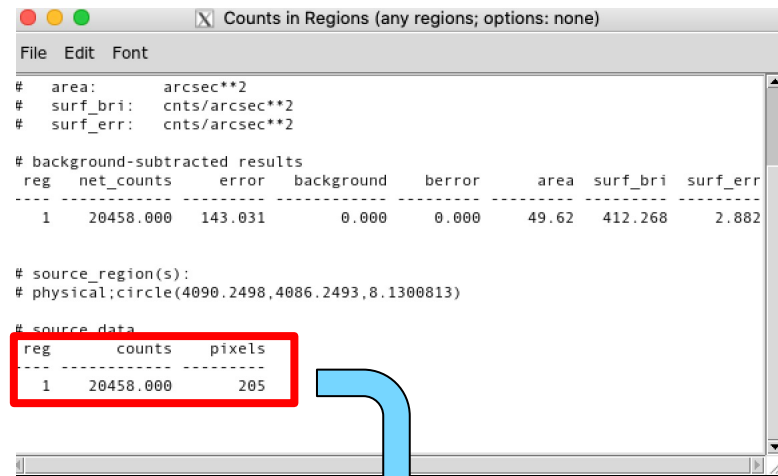 Counts in Regions (any regions; options: none)
File Edit Font
# area: arcsec**2
# surf_bri: cnts/arcsec**2
# surf_err: cnts/arcsec**2
# background-subtracted results
reg net_counts error background berror area surf_bri surf_err
---- ------------ --------- ------------ --------- --------- --------- ---------
1 20458.000 143.031 0.000 0.000 49.62 412.268 2.882
# source_region(s):
# physical;circle(4090.2498,4086.2493,8.1300813)
# source data
reg counts pixels
---- ------------ ---------
1 20458.000 205